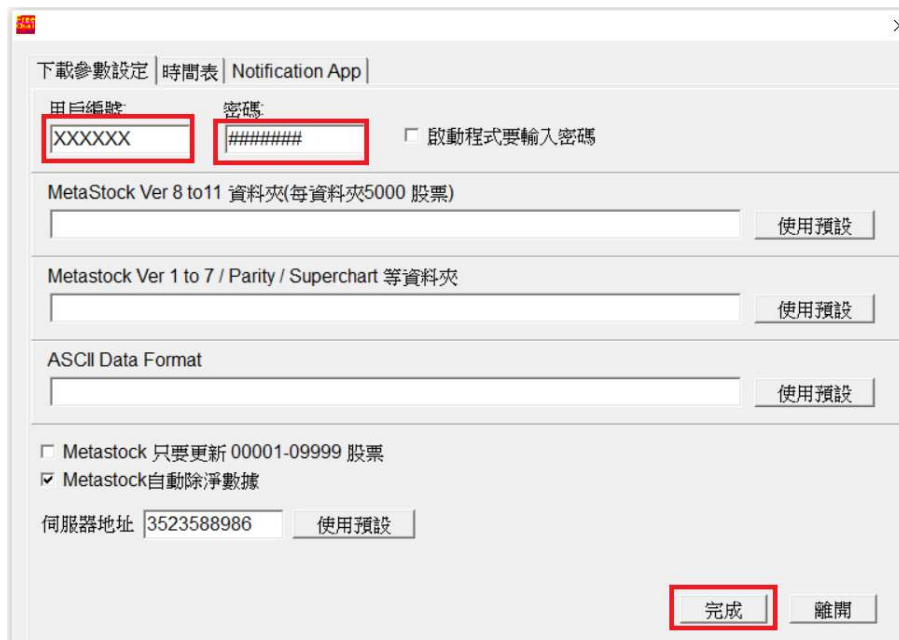 下載參數設定 時間表 Notification App
用戶編號: 密碼:
XXXXXX ####### 啟動程式要輸入密碼
MetaStock Ver 8 to11 資料夾(每資料夾5000 股票)
使用預設
Metastock Ver 1 to 7 / Parity / Superchart 等資料夾
使用預設
ASCII Data Format
使用預設
Metastock 只要更新 00001-09999 股票
Metastock自動除淨數據
伺服器地址 3523588986 使用預設
完成 離開